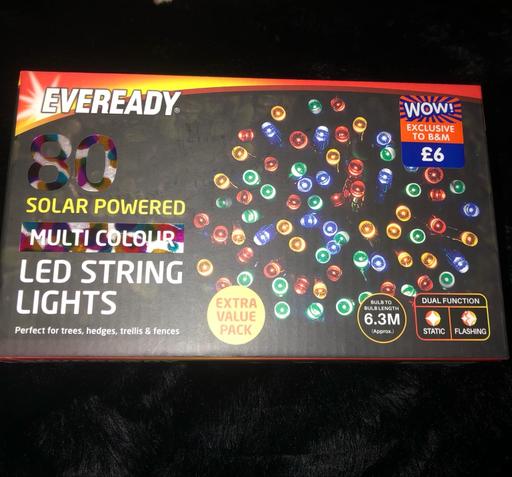 EVEREADY
80
SOLAR POWERED
MULTI COLOUR
LED STRING
LIGHTS
Perfect for trees, hedges, trellis & fences
EXTRA
VALUE
PACK
WOW!
EXCLUSIVE
TO B&M
£6
BULB TO
BULB LENGTH
6.3M
(Approx.)
DUAL FUNCTION
STATIC
FLASHING